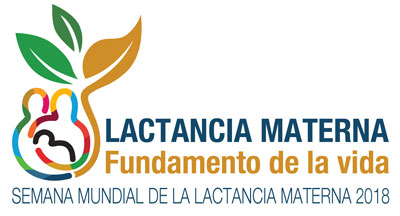 LACTANCIA MATERNA
Fundamento de la vida
SEMANA MUNDIAL DE LA LACTANCIA MATERNA 2018